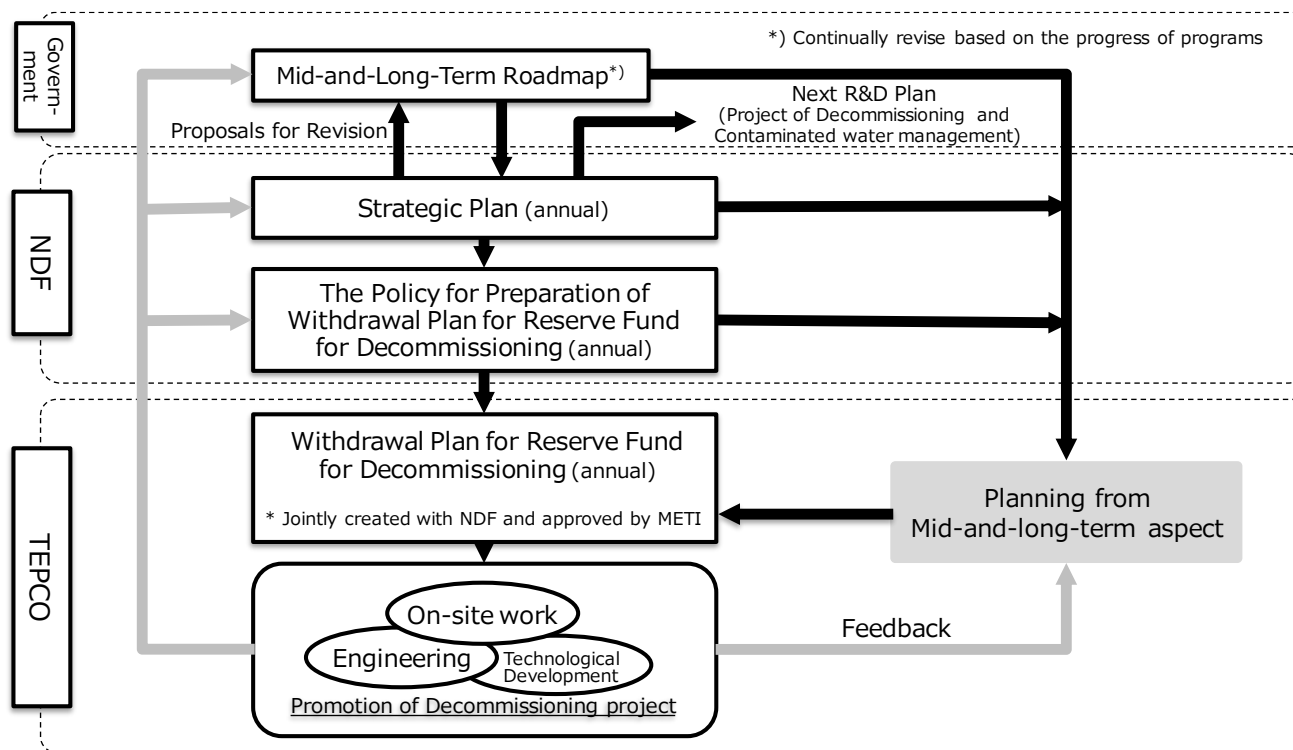 Govern-
ment
*) Continually revise based on the progress of programs
Mid-and-Long-Term Roadmap*)
Next R&D Plan
(Project of Decommissioning and
Contaminated water management)
Proposals for Revision
NDF
Strategic Plan (annual)
The Policy for Preparation of
Withdrawal Plan for Reserve Fund
for Decommissioning (annual)
TEPCO
Withdrawal Plan for Reserve Fund
for Decommissioning (annual)
* Jointly created with NDF and approved by METI
Planning from
Mid-and-long-term aspect
On-site work
Engineering
Technological
Development
Promotion of Decommissioning project
Feedback